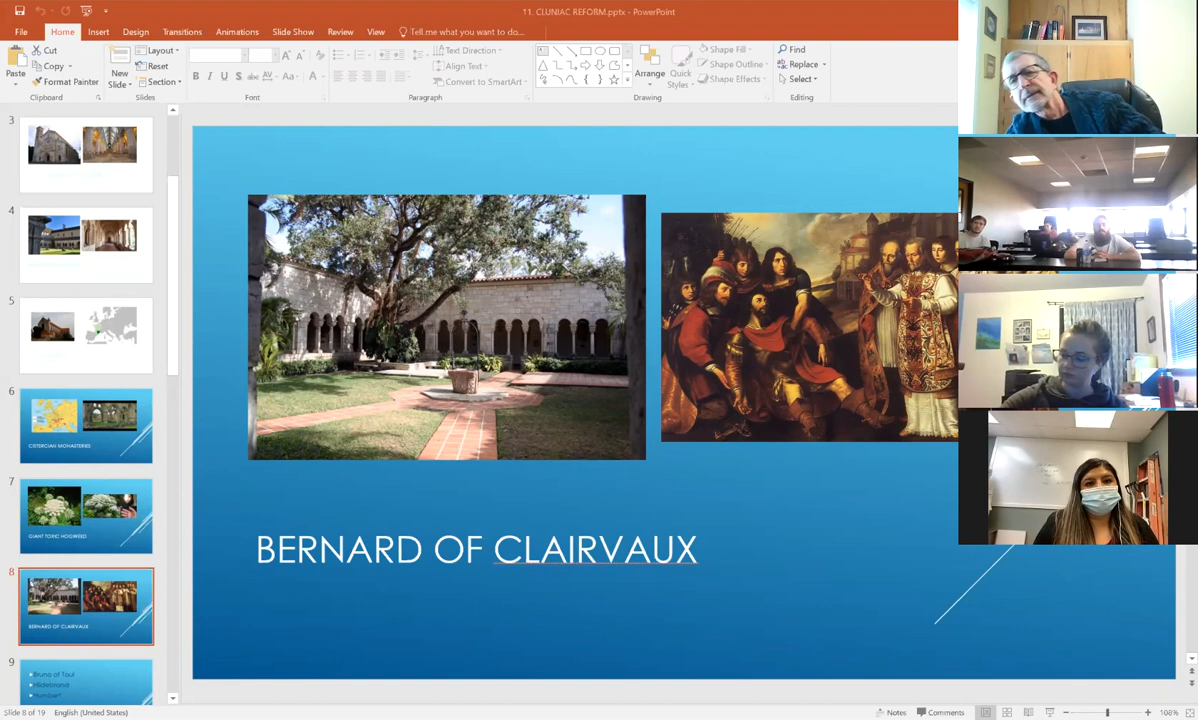 11. CLUNIAC REFORM.pptx - PowerPoint
File Home Insert Design Transitions Animations Slide Show Review View Tell me what you want to do...
Cut
Copy
Format Painter
Paste
Clipboard
New
Slide
Layout
Reset
Section
Slides
B I U S abc AV Aa A
Font
Text Direction
Align Text
Convert to SmartArt
Paragraph
Arrange
Quick
Styles
Shape Fill
Shape Outline
Shape Effects
Drawing
Find
Replace
Select
Editing
3
4
5
6
CISTERCIAN MONASTERIES
7
GIANT TOXIC HOGWEED
8
BERNARD OF CLAIRVAUX
9
Bruno of Toul
Hildebrand
Humbert
BERNARD OF CLAIRVAUX
Slide 8 of 19 English (United States)
Notes Comments 108%